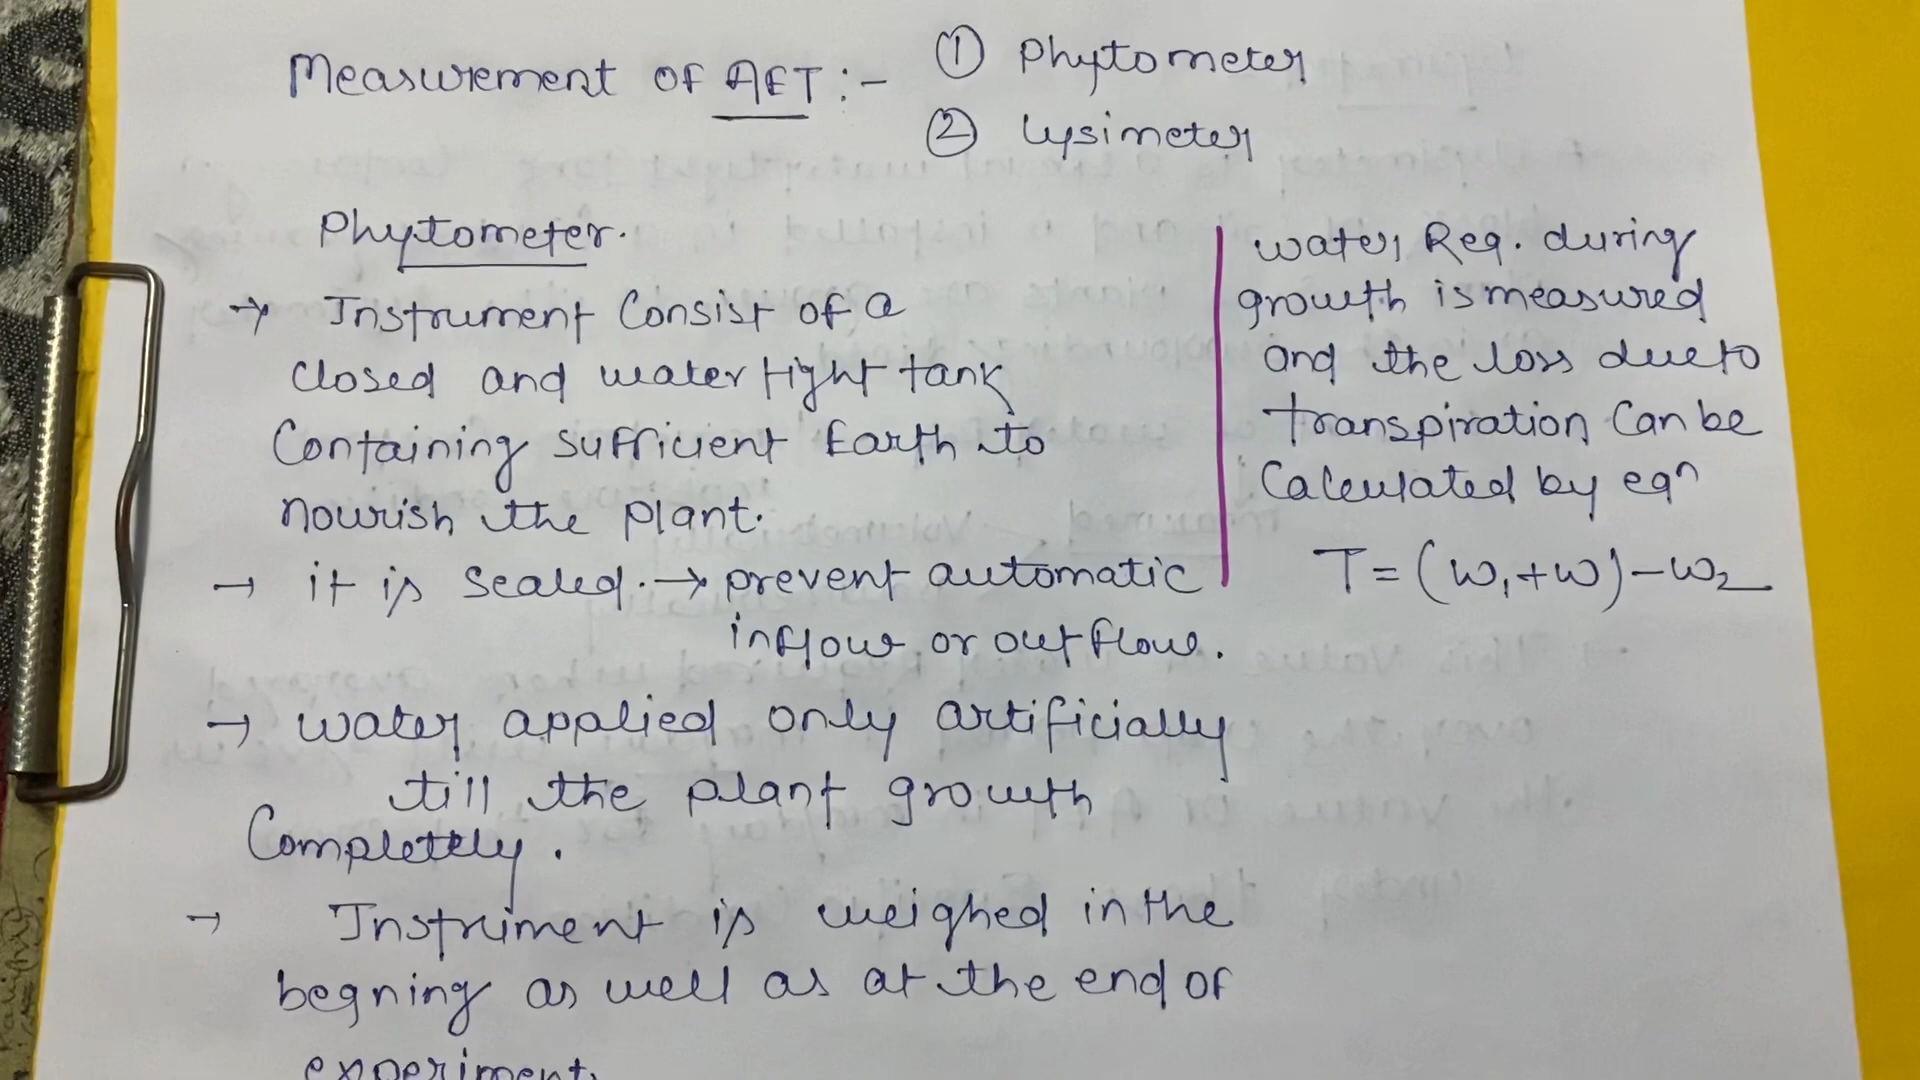 Measurement of AET :- ① Phytometer
② Lysimeter
Phytometer.
→ Instrument Consist of a
closed and water tight tank
Containing sufficient Earth to
nourish the plant.
→ it is sealed. → prevent automatic
inflow or out flow.
→ water applied only artificially
till the plant growth
Completely.
→ Instriment is weighed in the
begning as well as at the end of
experiment.
water Req. during
growth is measured
and the loss due to
transpiration Can be
Calculated by eqⁿ
T = (w₁+w)-w₂